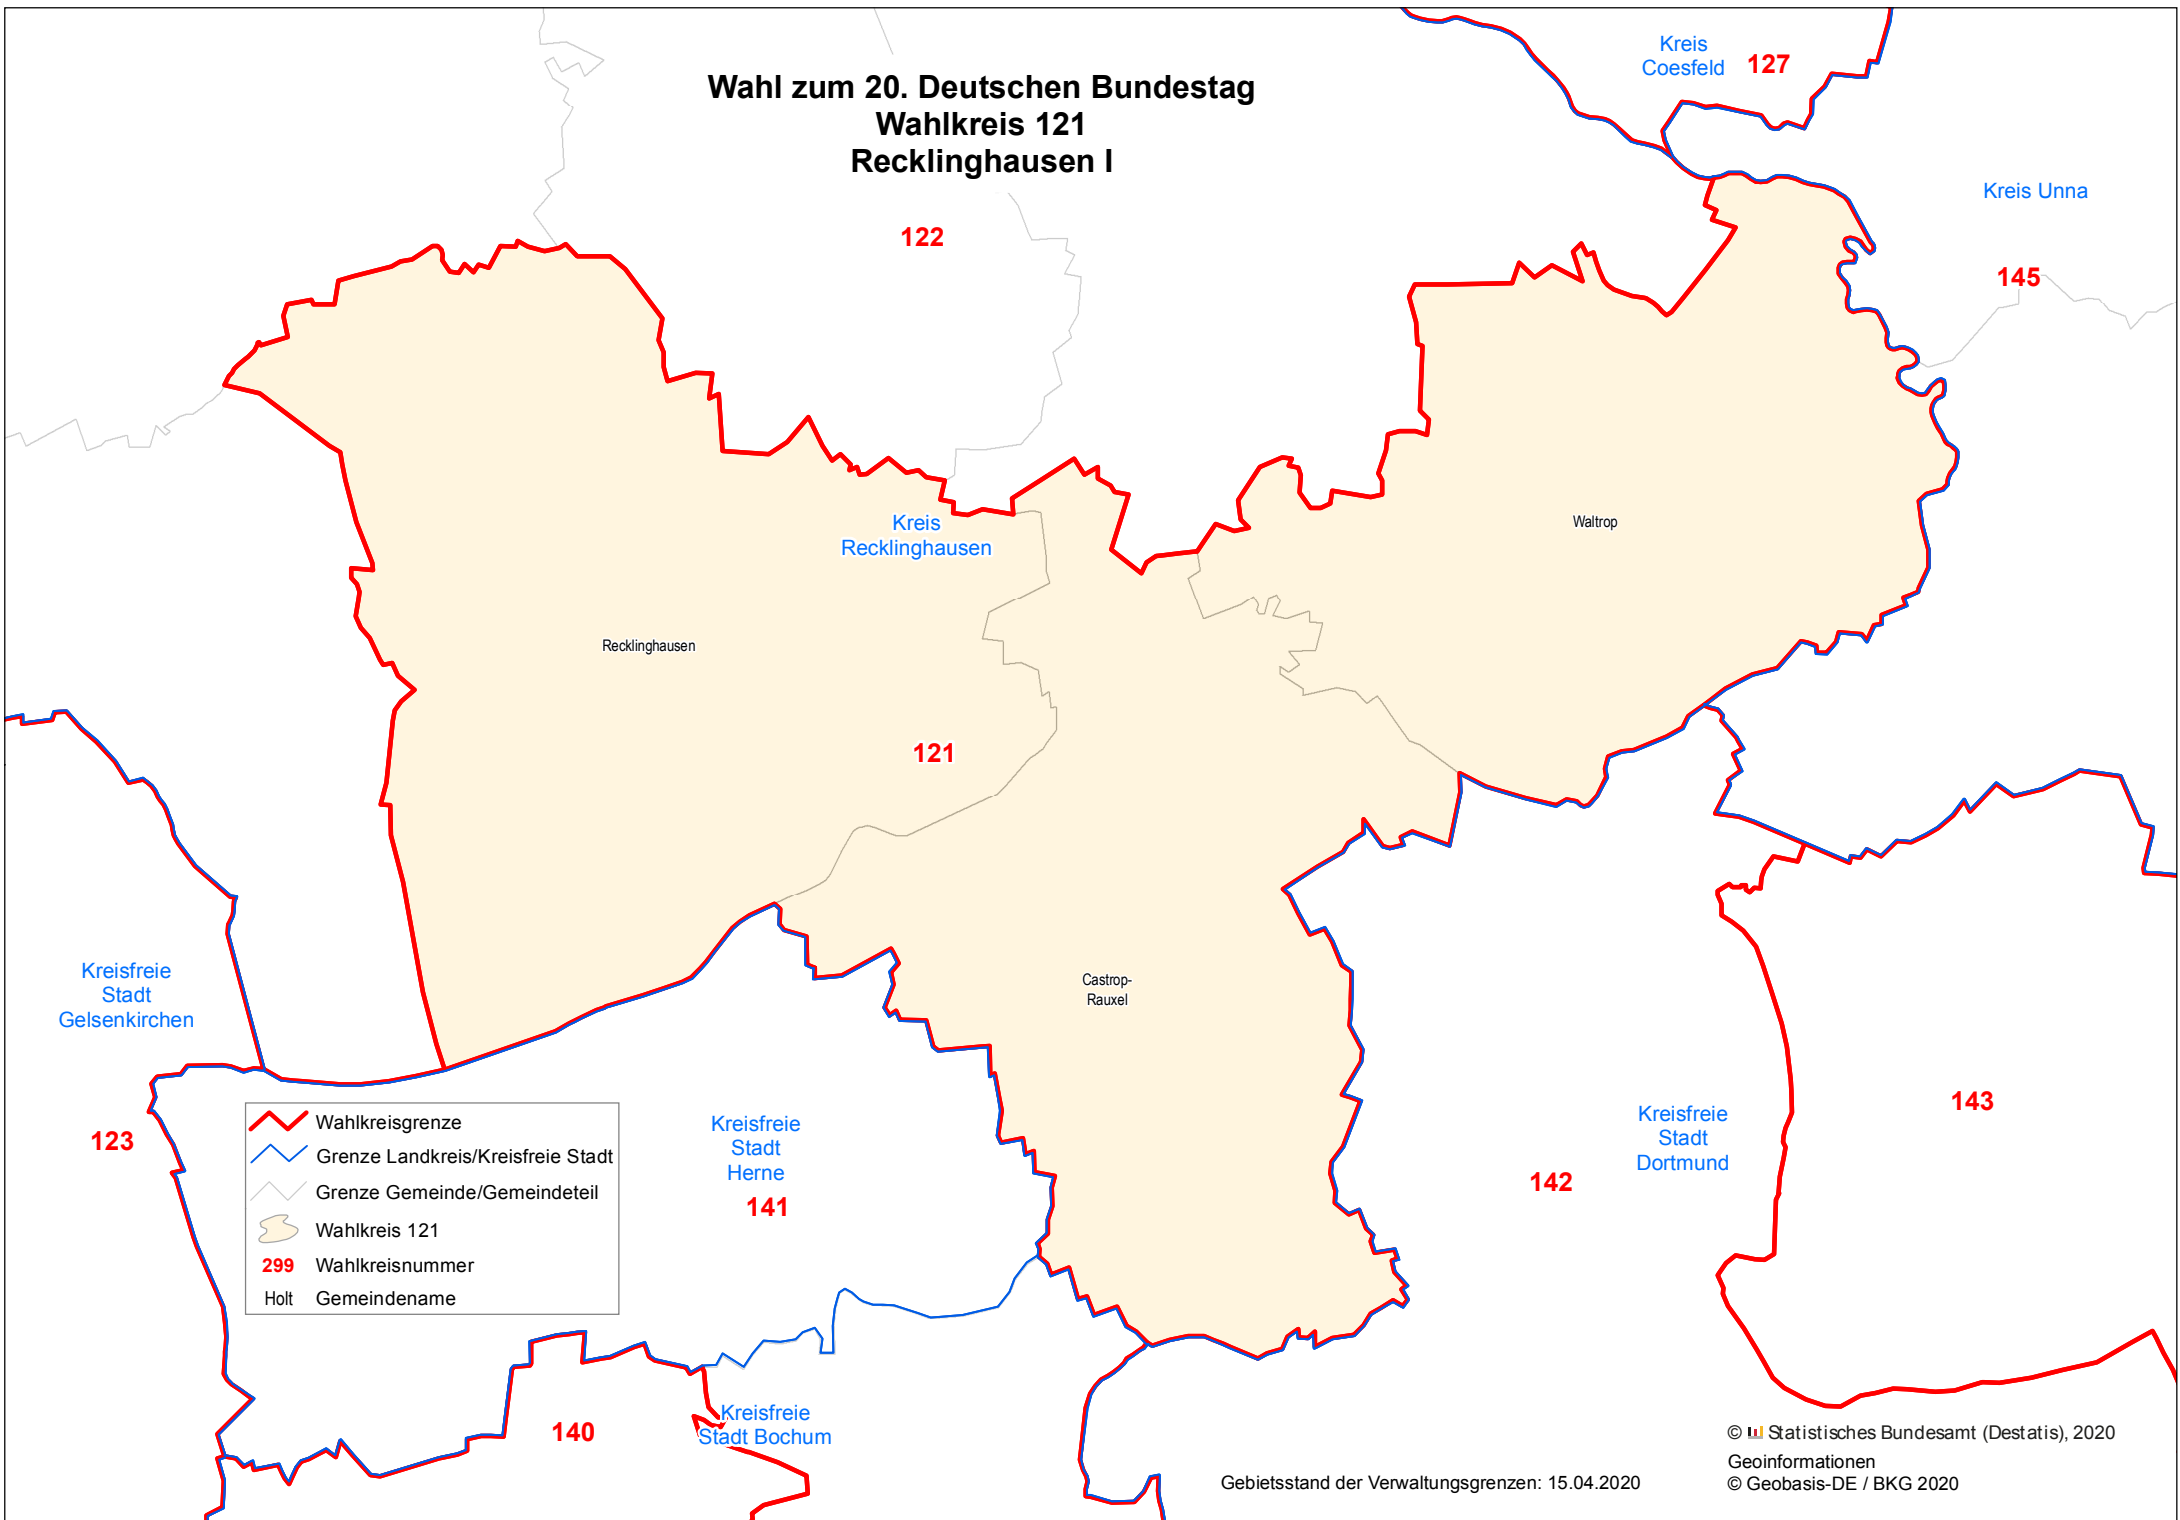 Wahl zum 20. Deutschen Bundestag
Wahlkreis 121
Recklinghausen I
Kreis
Coesfeld
127
Kreis Unna
145
122
Kreis
Recklinghausen
Waltrop
Recklinghausen
121
Kreisfreie
Stadt
Gelsenkirchen
Castrop-
Rauxel
123
Kreisfreie
Stadt
Herne
141
Kreisfreie
Stadt
Dortmund
142
143
Wahlkreisgrenze
Grenze Landkreis/Kreisfreie Stadt
Grenze Gemeinde/Gemeindeteil
Wahlkreis 121
299 Wahlkreisnummer
Holt Gemeindename
140
Kreisfreie
Stadt Bochum
Gebietsstand der Verwaltungsgrenzen: 15.04.2020
© Statistisches Bundesamt (Destatis), 2020
Geoinformationen
© Geobasis-DE / BKG 2020